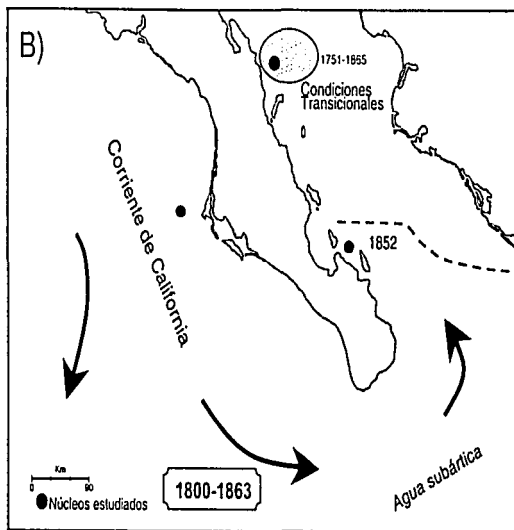 B)
1751-1865
Condiciones
Transicionales
Corriente de California
1852
Agua subártica
Km
0
90
1800-1863
Núcleos estudiados